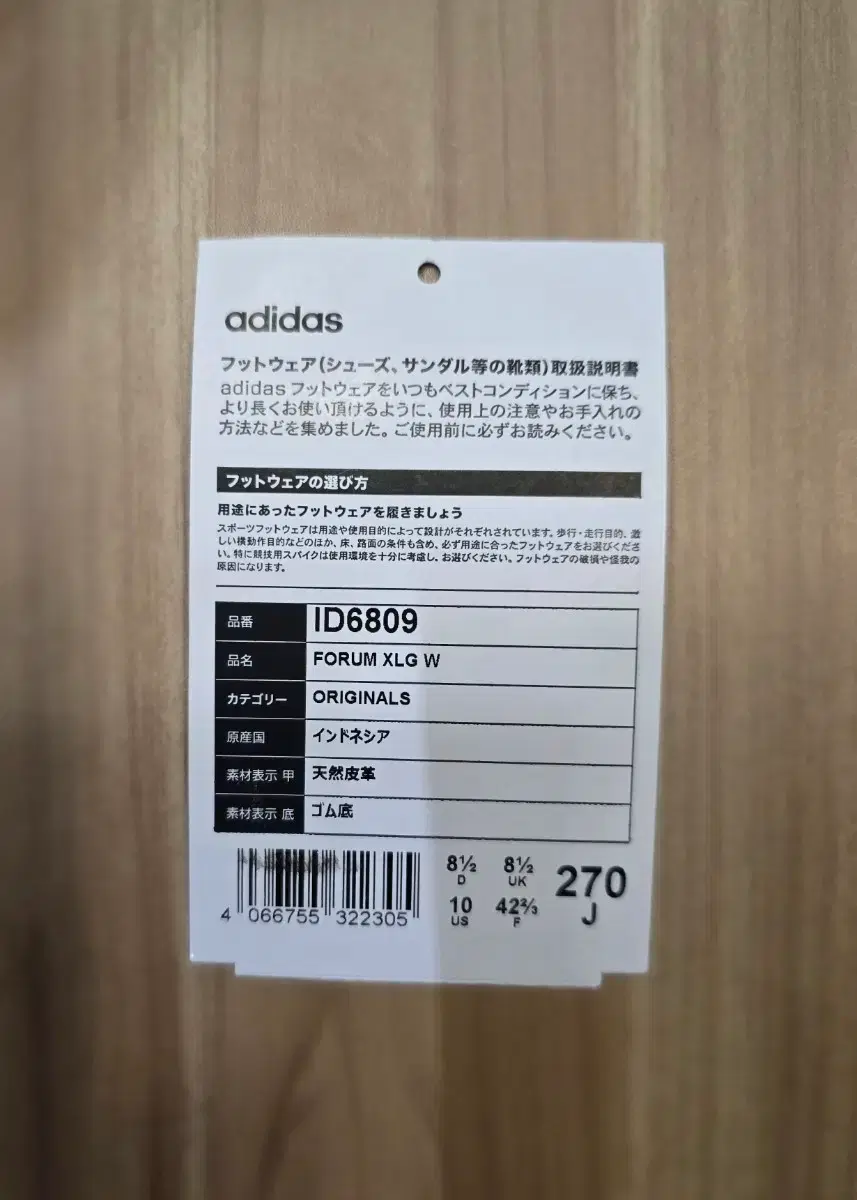 adidas
フットウェア(シューズ、サンダル等の靴類)取扱説明書
adidas フットウェアをいつもベストコンディションに保ち、
より長くお使い頂けるように、使用上の注意やお手入れの
方法などを集めました。ご使用前に必ずお読みください。
フットウェアの選び方
用途にあったフットウェアを履きましょう
スポーツフットウェアは用途や使用目的によって設計がそれぞれされています。歩行・走行目的、激
しい横動作目的などのほか、床、路面の条件も含め、必ず用途に合ったフットウェアをお選びくださ
い。特に競技用スパイクは使用環境を十分に考慮し、お選びください。フットウェアの破損や怪我の
原因になります。
品番 ID6809
品名 FORUM XLG W
カテゴリー ORIGINALS
原産国 インドネシア
素材表示 甲 天然皮革
素材表示 底 ゴム底
8½ 8½ 270
D UK
10 42⅔ J
US F
4 066755 322305